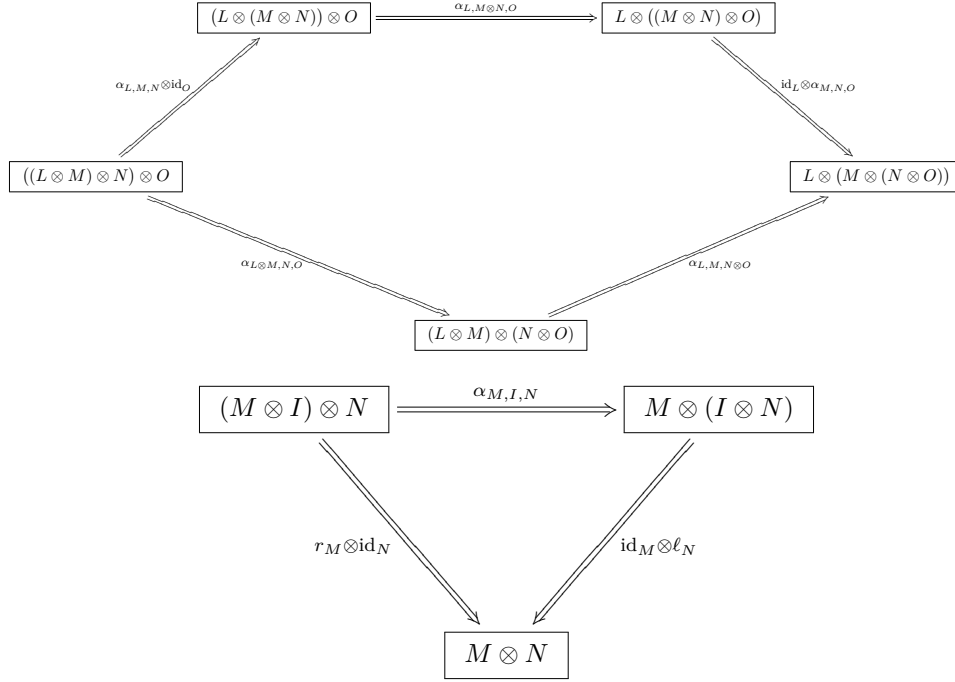 (L ⊗ (M ⊗ N)) ⊗ O
α_{L,M⊗N,O}
L ⊗ ((M ⊗ N) ⊗ O)
α_{L,M,N}⊗id_O
id_L⊗α_{M,N,O}
((L ⊗ M) ⊗ N) ⊗ O
L ⊗ (M ⊗ (N ⊗ O))
α_{L⊗M,N,O}
α_{L,M,N⊗O}
(L ⊗ M) ⊗ (N ⊗ O)
(M ⊗ I) ⊗ N
α_{M,I,N}
M ⊗ (I ⊗ N)
r_M⊗id_N
id_M⊗ℓ_N
M ⊗ N